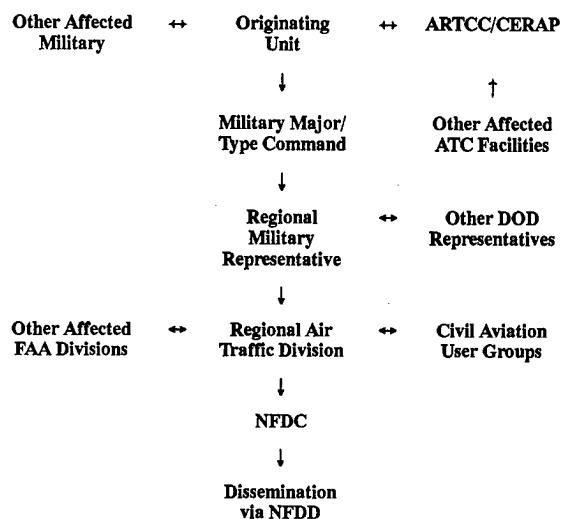 Other Affected ↔ Originating ↔ ARTCC/CERAP
Military Unit
↓ ↑
Military Major/ Other Affected
Type Command ATC Facilities
↓
Regional ↔ Other DOD
Military Representatives
Representative
↓
Other Affected ↔ Regional Air ↔ Civil Aviation
FAA Divisions Traffic Division User Groups
↓
NFDC
↓
Dissemination
via NFDD